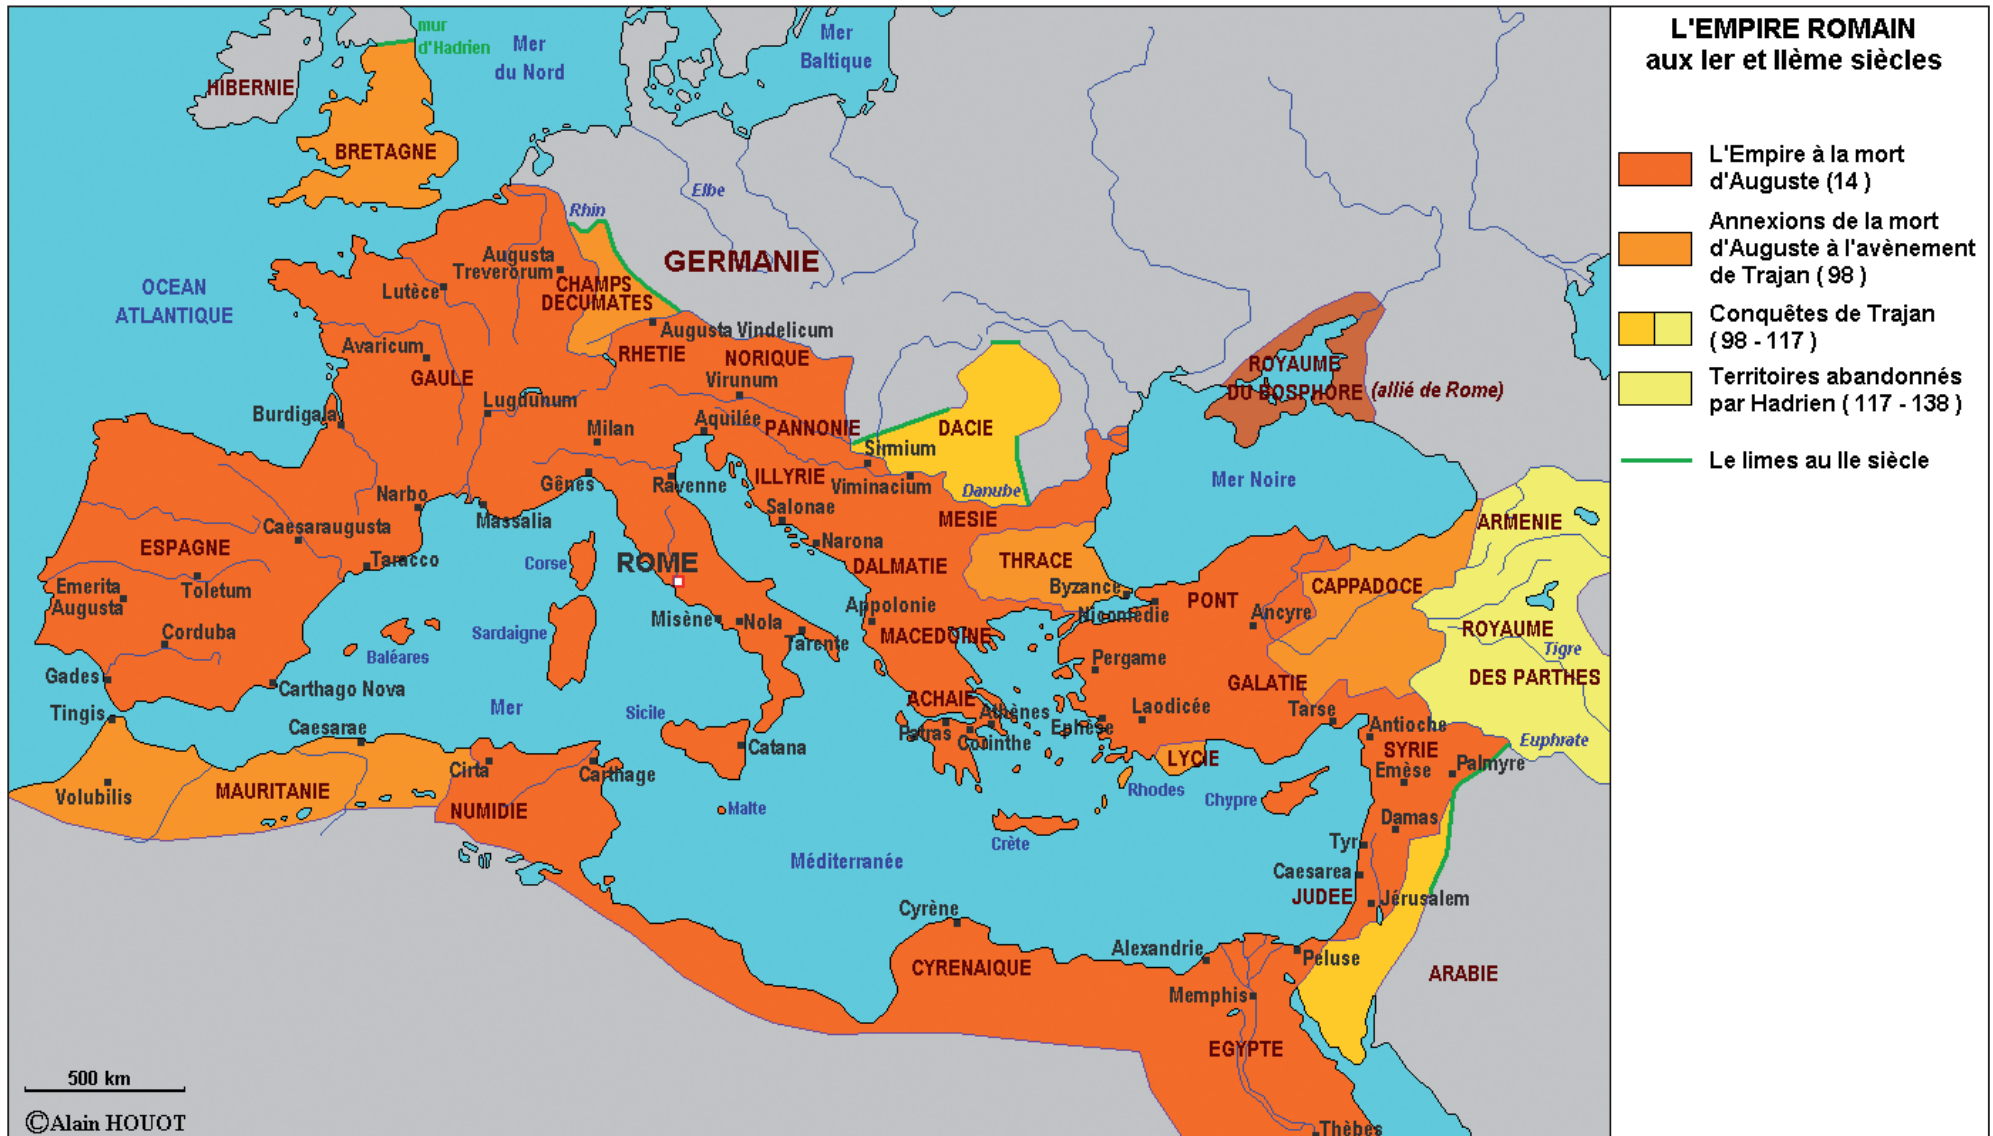 L'EMPIRE ROMAIN
aux Ier et IIème siècles
L'Empire à la mort
d'Auguste (14 )
Annexions de la mort
d'Auguste à l'avènement
de Trajan ( 98 )
Conquêtes de Trajan
( 98 - 117 )
Territoires abandonnés
par Hadrien ( 117 - 138 )
Le limes au IIe siècle
mur
d'Hadrien
Mer
du Nord
Mer
Baltique
HIBERNIE
BRETAGNE
Elbe
Rhin
GERMANIE
OCEAN
ATLANTIQUE
Augusta
Treverorum
CHAMPS
DECUMATES
Lutèce
Augusta Vindelicum
Avaricum
RHETIE
NORIQUE
GAULE
Virunum
ROYAUME
DU BOSPHORE
(allié de Rome)
Lugdunum
Burdigala
Milan
Aquilée
PANNONIE
DACIE
Sirmium
Gênes
Ravenne
ILLYRIE
Viminacium
Danube
Mer Noire
Narbo
Massalia
Salonae
MESIE
ARMENIE
Caesaraugusta
ESPAGNE
Taracco
Corse
ROME
Narona
DALMATIE
THRACE
Byzance
Nicomédie
PONT
CAPPADOCE
Ancyre
Emerita
Augusta
Toletum
Corduba
Sardaigne
Misène
Nola
Tarente
Appolonie
MACEDOINE
ROYAUME
DES PARTHES
Tigre
Baléares
Pergame
Gades
Carthago Nova
GALATIE
Tingis
Mer
Sicile
ACHAIE
Athènes
Laodicée
Tarse
Antioche
Caesarae
Catana
Patras
Corinthe
Ephèse
SYRIE
Euphrate
Cirta
Carthage
LYCIE
Emèse
Palmyre
Volubilis
MAURITANIE
NUMIDIE
Malte
Rhodes
Chypre
Damas
Crète
Tyr
Méditerranée
Caesarea
JUDEE
Jérusalem
Cyrène
Alexandrie
Peluse
CYRENAIQUE
ARABIE
Memphis
EGYPTE
Thèbes
500 km
©Alain HOUOT